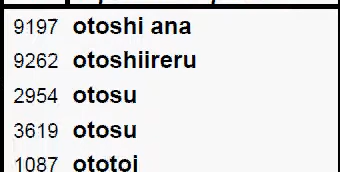 9197 otoshi ana
9262 otoshiireru
2954 otosu
3619 otosu
1087 ototoi